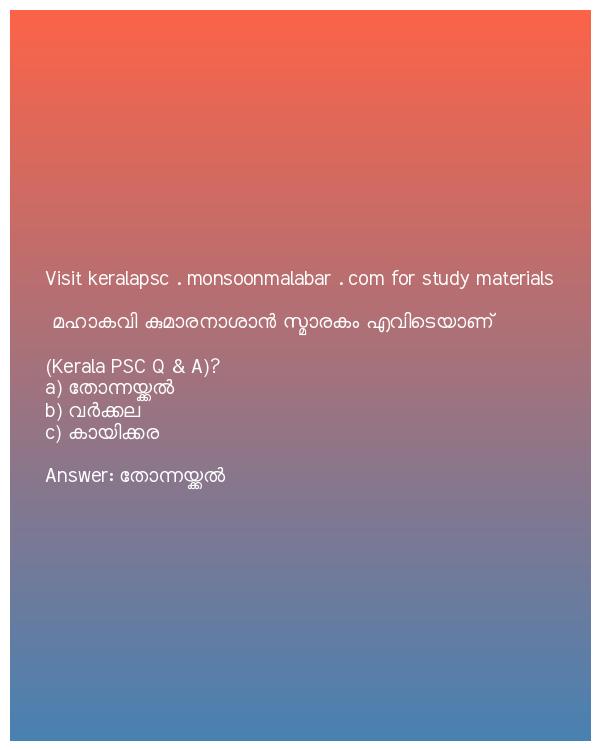 Visit keralapsc . monsoonmalabar . com for study materials
മഹാകവി കുമാരനാശാൻ സ്മാരകം എവിടെയാണ്
(Kerala PSC Q & A)?
a) തോന്നയ്ക്കൽ
b) വർക്കല
c) കായിക്കര
Answer: തോന്നയ്ക്കൽ